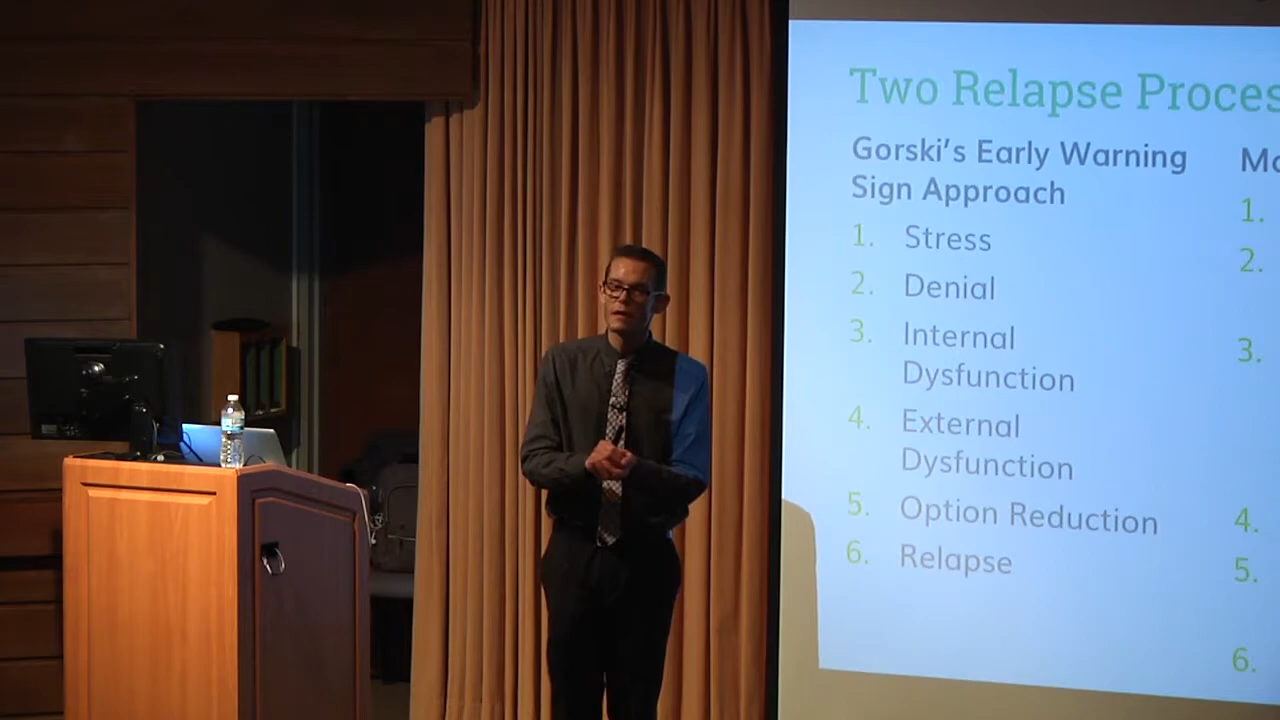 Two Relapse Proces
Gorski's Early Warning
Sign Approach
1. Stress
2. Denial
3. Internal
Dysfunction
4. External
Dysfunction
5. Option Reduction
6. Relapse
Mo
1.
2.
3.
4.
5.
6.